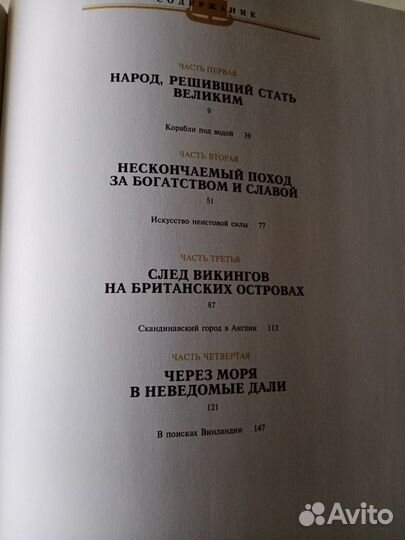 СОДЕРЖАНИЕ
ЧАСТЬ ПЕРВАЯ
НАРОД, РЕШИВШИЙ СТАТЬ
ВЕЛИКИМ
9
Корабли под водой 39
ЧАСТЬ ВТОРАЯ
НЕСКОНЧАЕМЫЙ ПОХОД
ЗА БОГАТСТВОМ И СЛАВОЙ
51
Искусство неистовой силы 77
ЧАСТЬ ТРЕТЬЯ
СЛЕД ВИКИНГОВ
НА БРИТАНСКИХ ОСТРОВАХ
87
Скандинавский город в Англии 113
ЧАСТЬ ЧЕТВЕРТАЯ
ЧЕРЕЗ МОРЯ
В НЕВЕДОМЫЕ ДАЛИ
121
В поисках Винландии 147
Avito